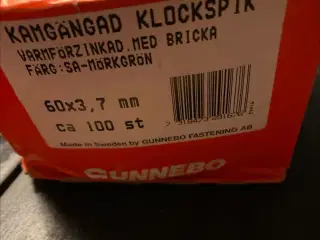 KAMGÄNGAD KLOCKSPIK
VARMFÖRZINKAD.MED BRICKA
FÄRG:SA-MÖRKGRÖN
60x3,7 mm
ca 100 st
Made in Sweden by GUNNEBO FASTENING AB
GUNNEBO